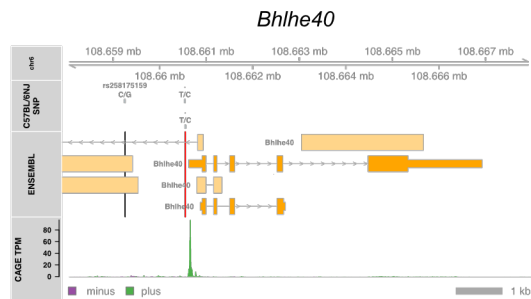 Bhlhe40
108.659 mb 108.661 mb 108.663 mb 108.665 mb 108.667 mb
chr6
108.66 mb 108.662 mb 108.664 mb 108.666 mb
C57BL/6NJ
SNP
rs258175159
C/G T/C
T/C
ENSEMBL
Bhlhe40
Bhlhe40
Bhlhe40
Bhlhe40
CAGE TPM
80
60
40
20
0
minus plus 1 kb